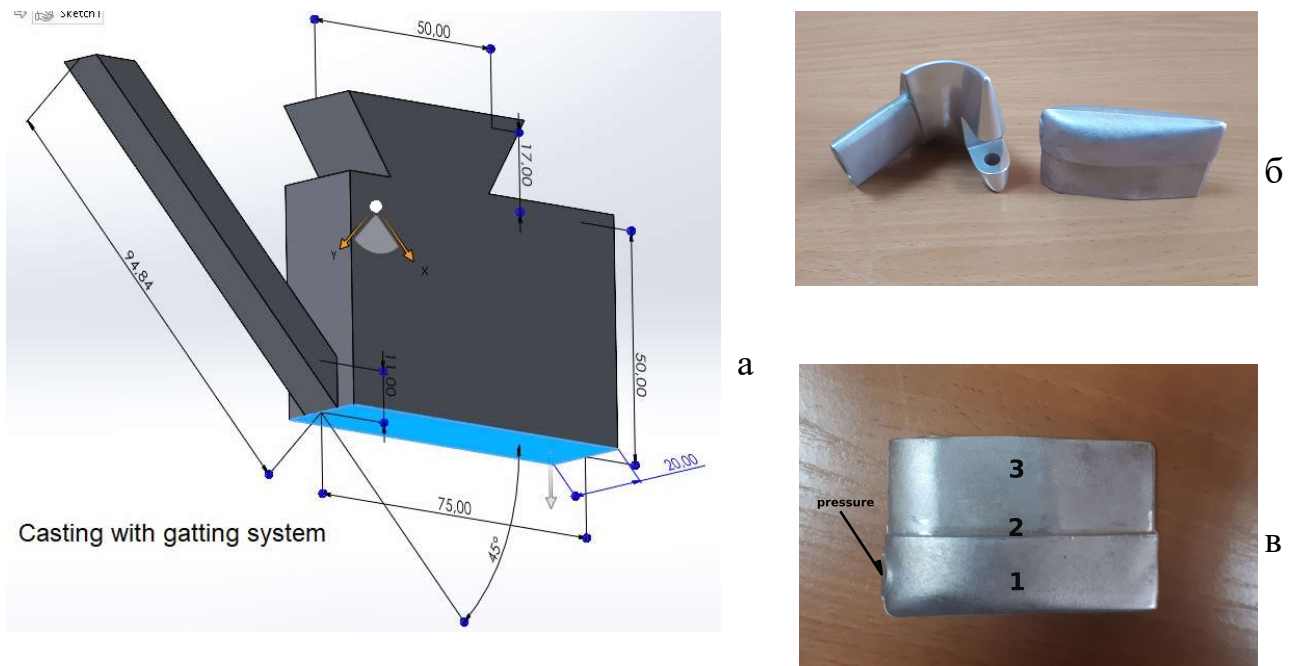 Sketch1
50,00
17,00
94,84
Y
X
11,00
50,00
20,00
75,00
45°
Casting with gatting system
а
б
pressure
3
2
1
в